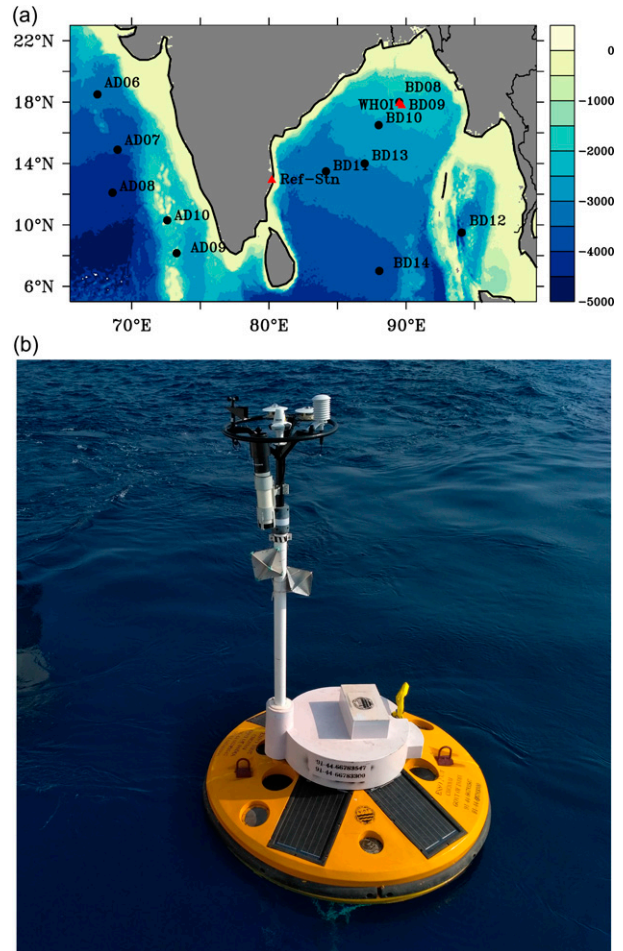 (a)
22°N
18°N
14°N
10°N
6°N
70°E
80°E
90°E
0
-1000
-2000
-3000
-4000
-5000
AD06
AD07
AD08
AD10
AD09
BD08
WHOI
BD09
BD10
BD13
BD11
Ref-Stn
BD12
BD14
(b)